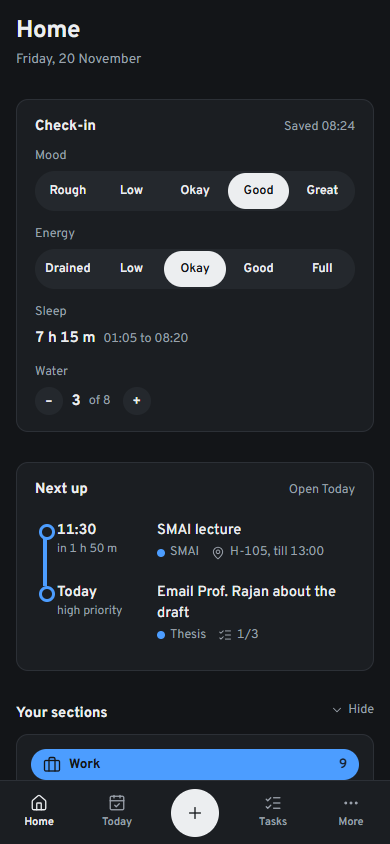 Home
Friday, 20 November
Check-in Saved 08:24
Mood
Rough Low Okay Good Great
Energy
Drained Low Okay Good Full
Sleep
7 h 15 m 01:05 to 08:20
Water
– 3 of 8 +
Next up Open Today
11:30 SMAI lecture
in 1 h 50 m SMAI H-105, till 13:00
Today Email Prof. Rajan about the
draft
high priority
Thesis 1/3
Your sections Hide
Work 9
+
Home Today Tasks More